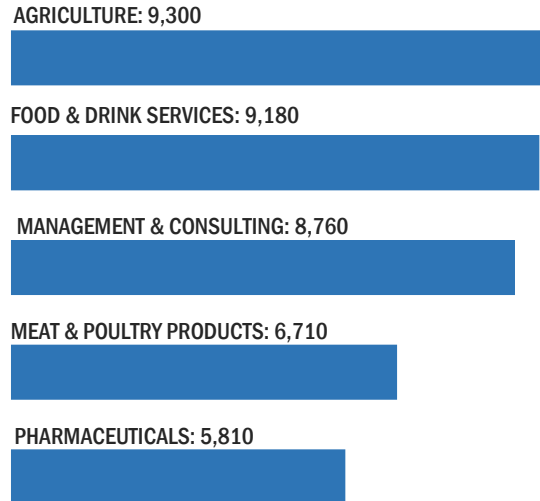 AGRICULTURE: 9,300
FOOD & DRINK SERVICES: 9,180
MANAGEMENT & CONSULTING: 8,760
MEAT & POULTRY PRODUCTS: 6,710
PHARMACEUTICALS: 5,810